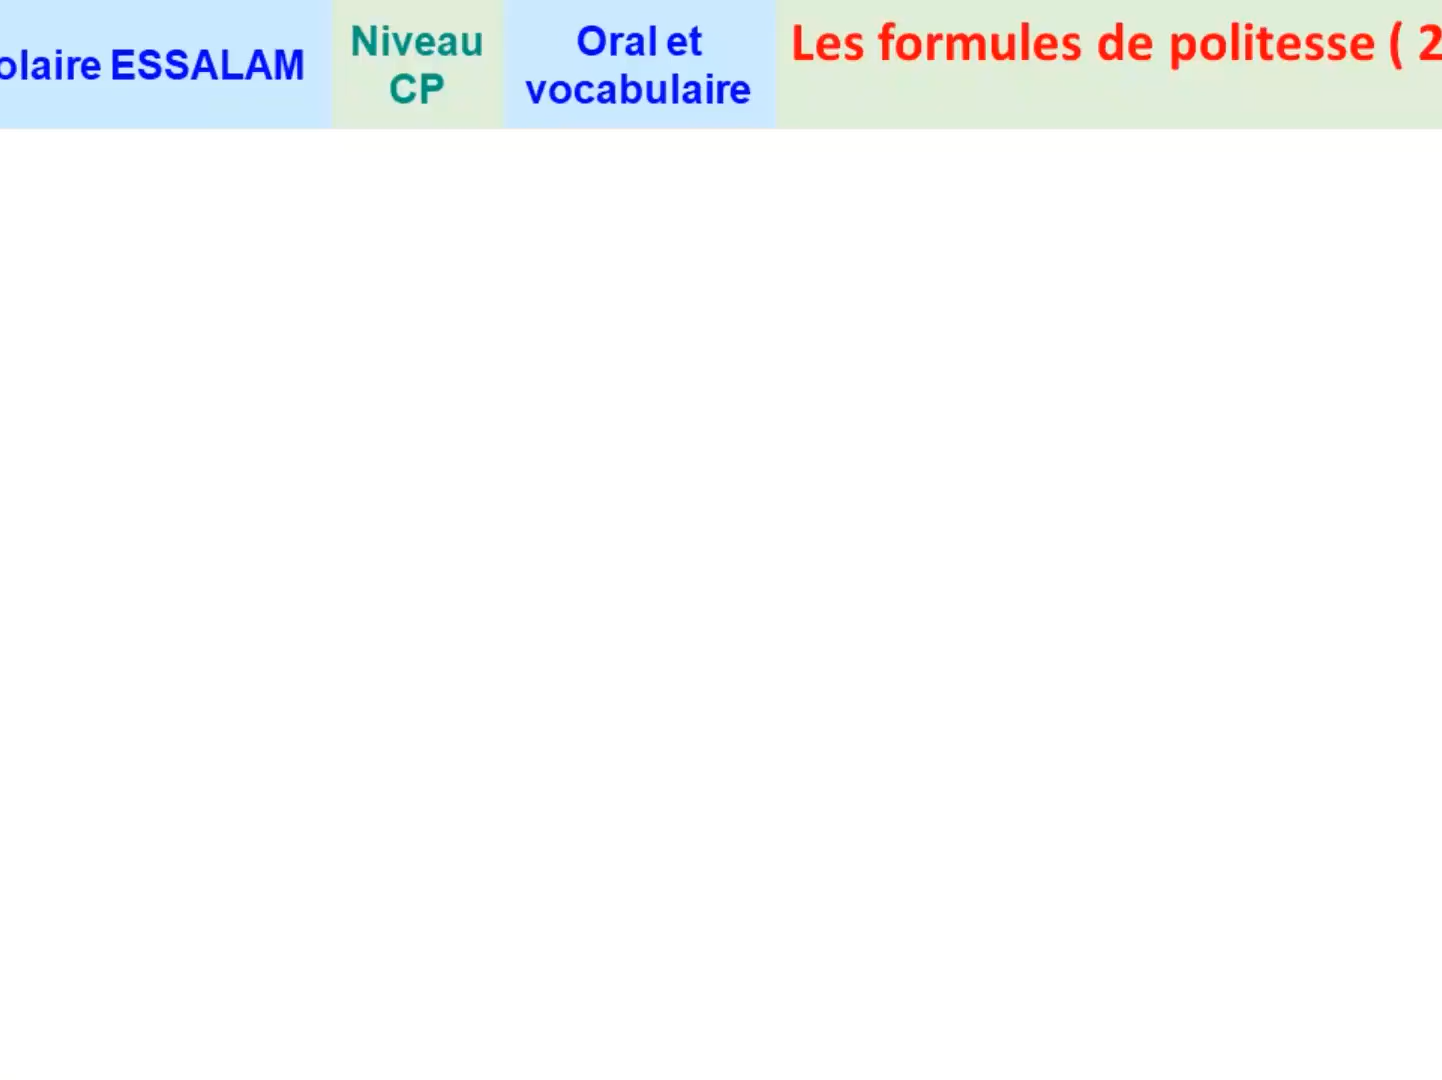 olaire ESSALAM
Niveau
CP
Oral et
vocabulaire
Les formules de politesse ( 2